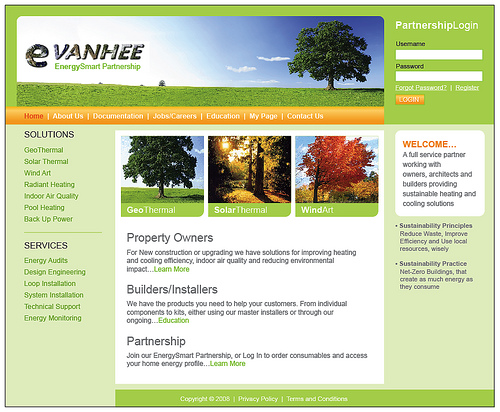 eVANHEE
EnergySmart Partnership
PartnershipLogin
Username
Password
Forgot Password? | Register
LOGIN
Home | About Us | Documentation | Jobs/Careers | Education | My Page | Contact Us
SOLUTIONS
GeoThermal
Solar Thermal
Wind Art
Radiant Heating
Indoor Air Quality
Pool Heating
Back Up Power
SERVICES
Energy Audits
Design Engineering
Loop Installation
System Installation
Technical Support
Energy Monitoring
GeoThermal
SolarThermal
WindArt
Property Owners
For New construction or upgrading we have solutions for improving heating
and cooling efficiency, indoor air quality and reducing environmental
impact...Learn More
Builders/Installers
We have the products you need to help your customers. From individual
components to kits, either using our master installers or through our
ongoing...Education
Partnership
Join our EnergySmart Partnership, or Log In to order consumables and access
your home energy profile...Learn More
WELCOME...
A full service partner
working with
owners, architects and
builders providing
sustainable heating and
cooling solutions
• Sustainability Principles
Reduce Waste, Improve
Efficiency and Use local
resources, wisely
• Sustainability Practice
Net-Zero Buildings, that
create as much energy as
they consume
Copyright © 2008 | Privacy Policy | Terms and Conditions